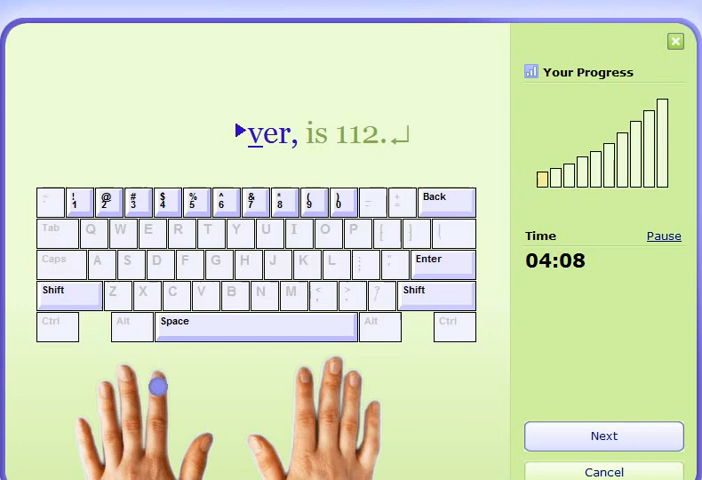 Your Progress
ver, is 112.
~ ! 1 @ 2 # 3 $ 4 % 5 ^ 6 & 7 * 8 ( 9 ) 0 _ - + = Back
Tab Q W E R T Y U I O P { [ } ] |
Caps A S D F G H J K L : ; " ' Enter
Shift Z X C V B N M < , > . ? / Shift
Ctrl Alt Space Alt Ctrl
Time Pause
04:08
Next
Cancel